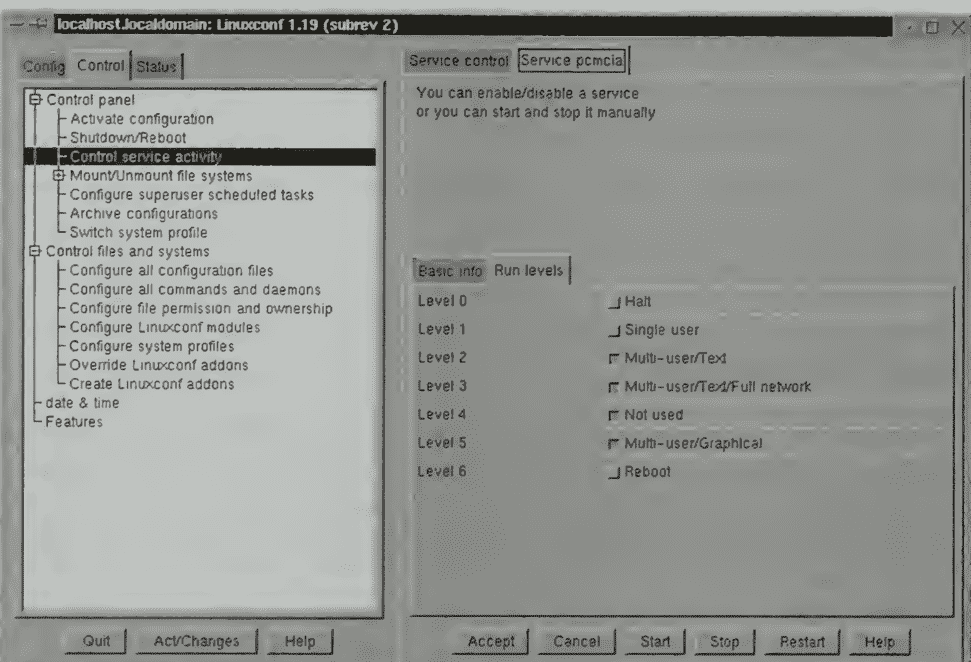 localhost.localdomain: Linuxconf 1.19 (subrev 2)
Config Control Status
Control panel
Activate configuration
Shutdown/Reboot
Control service activity
Mount/Unmount file systems
Configure superuser scheduled tasks
Archive configurations
Switch system profile
Control files and systems
Configure all configuration files
Configure all commands and daemons
Configure file permission and ownership
Configure Linuxconf modules
Configure system profiles
Override Linuxconf addons
Create Linuxconf addons
date & time
Features
Quit Act/Changes Help
Service control Service pcmcia
You can enable/disable a service
or you can start and stop it manually
Basic info Run levels
Level 0 Halt
Level 1 Single user
Level 2 Multi-user/Text
Level 3 Multi-user/Text/Full network
Level 4 Not used
Level 5 Multi-user/Graphical
Level 6 Reboot
Accept Cancel Start Stop Restart Help